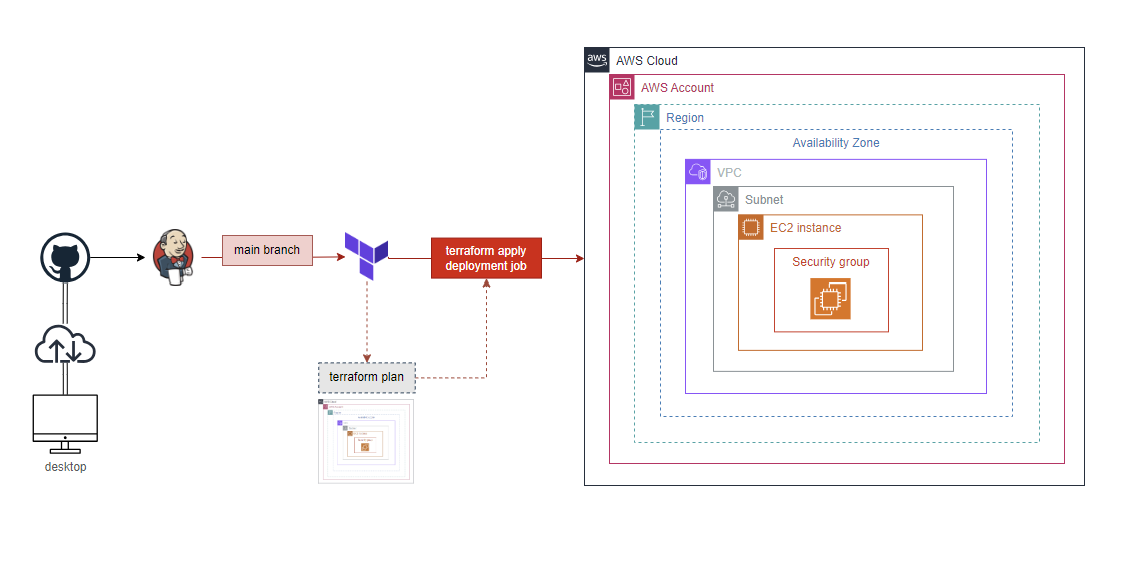 aws
AWS Cloud
AWS Account
Region
Availability Zone
VPC
Subnet
EC2 instance
Security group
main branch
terraform apply
deployment job
terraform plan
desktop